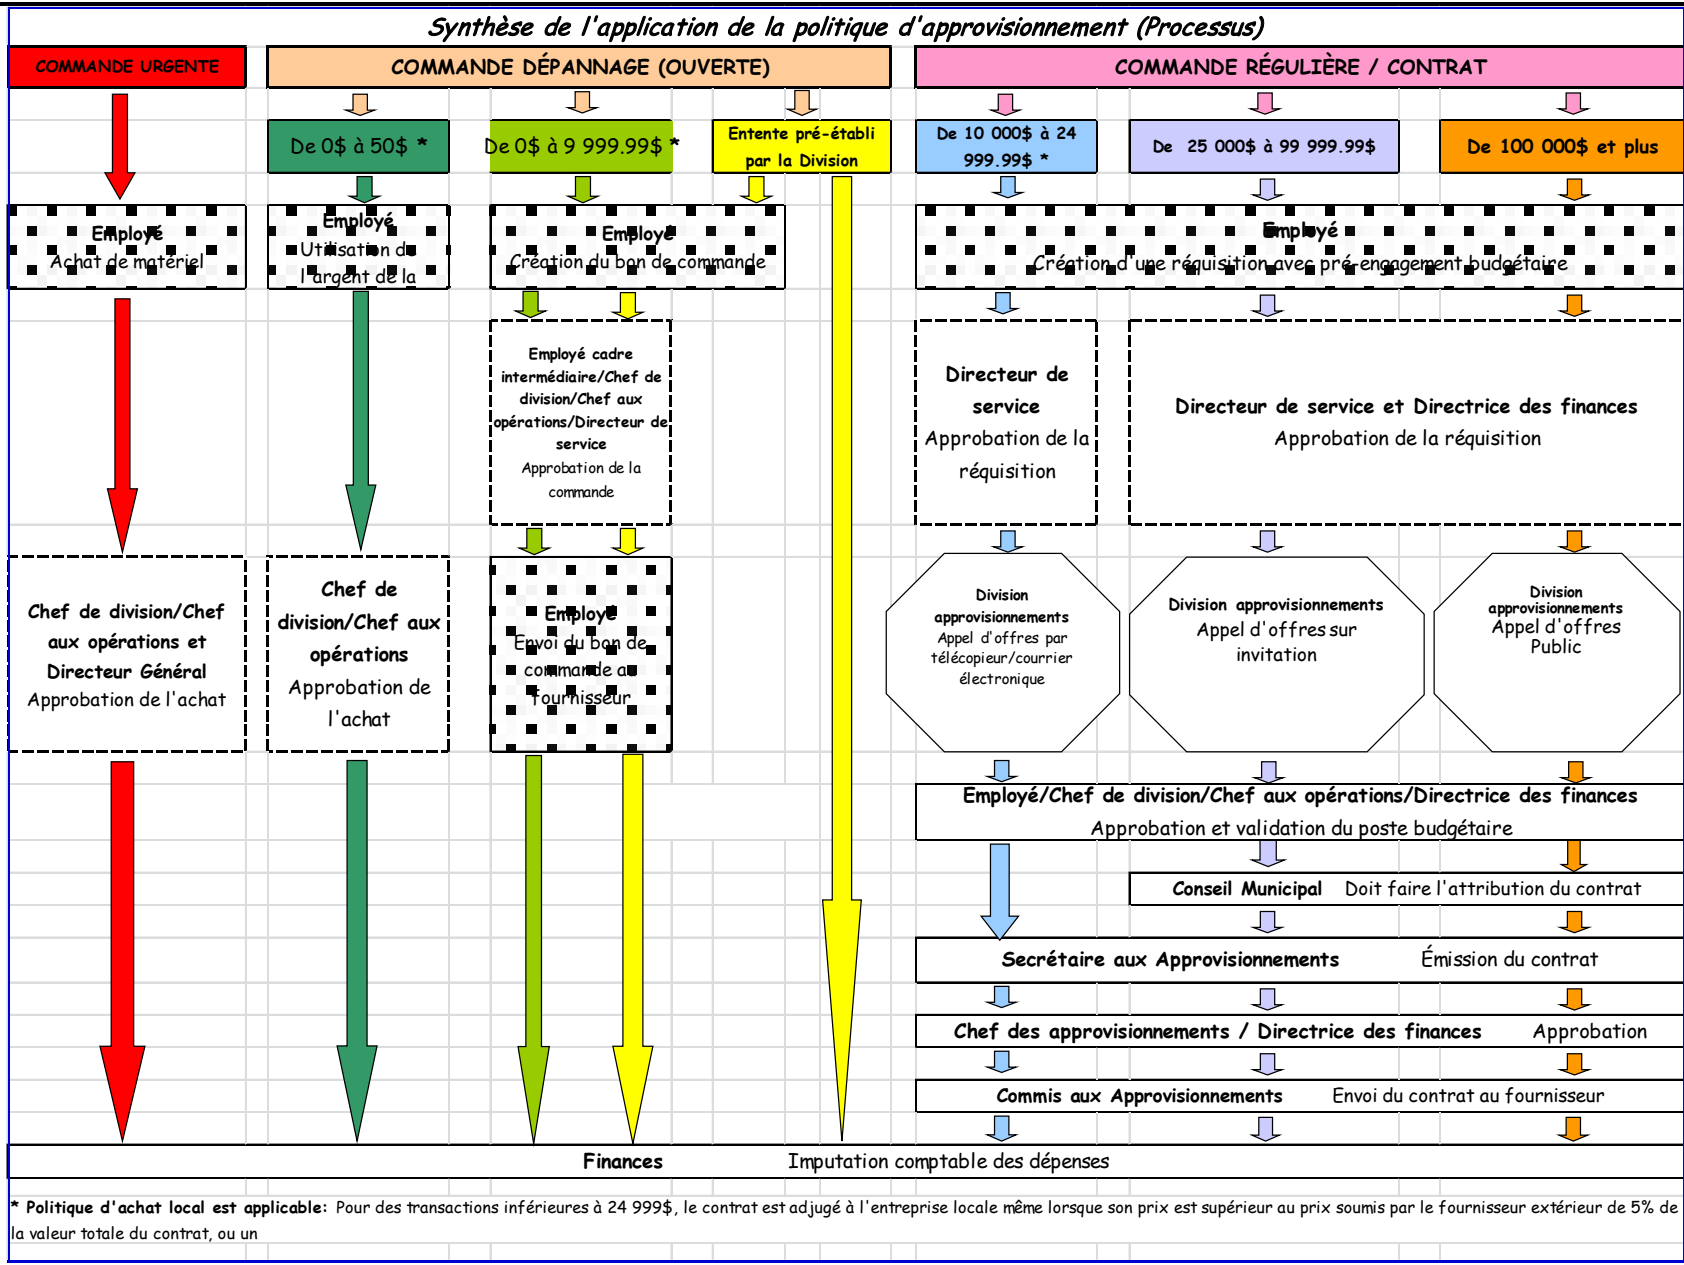 Synthèse de l'application de la politique d'approvisionnement (Processus)
COMMANDE URGENTE
COMMANDE DÉPANNAGE (OUVERTE)
COMMANDE RÉGULIÈRE / CONTRAT
De 0$ à 50$ *
De 0$ à 9 999.99$ *
Entente pré-établi
par la Division
De 10 000$ à 24
999.99$ *
De 25 000$ à 99 999.99$
De 100 000$ et plus
Employé
Achat de matériel
Employé
Utilisation de
l'argent de la
Employé
Création du bon de commande
Employé
Création d'une réquisition avec pré-engagement budgétaire
Employé cadre
intermédiaire/Chef de
division/Chef aux
opérations/Directeur de
service
Approbation de la
commande
Directeur de
service
Approbation de la
réquisition
Directeur de service et Directrice des finances
Approbation de la réquisition
Chef de division/Chef
aux opérations et
Directeur Général
Approbation de l'achat
Chef de
division/Chef aux
opérations
Approbation de
l'achat
Employé
Envoi du bon de
commande au
fournisseur
Division
approvisionnements
Appel d'offres par
télécopieur/courrier
électronique
Division approvisionnements
Appel d'offres sur
invitation
Division
approvisionnements
Appel d'offres
Public
Employé/Chef de division/Chef aux opérations/Directrice des finances
Approbation et validation du poste budgétaire
Conseil Municipal Doit faire l'attribution du contrat
Secrétaire aux Approvisionnements Émission du contrat
Chef des approvisionnements / Directrice des finances Approbation
Commis aux Approvisionnements Envoi du contrat au fournisseur
Finances Imputation comptable des dépenses
* Politique d'achat local est applicable: Pour des transactions inférieures à 24 999$, le contrat est adjugé à l'entreprise locale même lorsque son prix est supérieur au prix soumis par le fournisseur extérieur de 5% de
la valeur totale du contrat, ou un